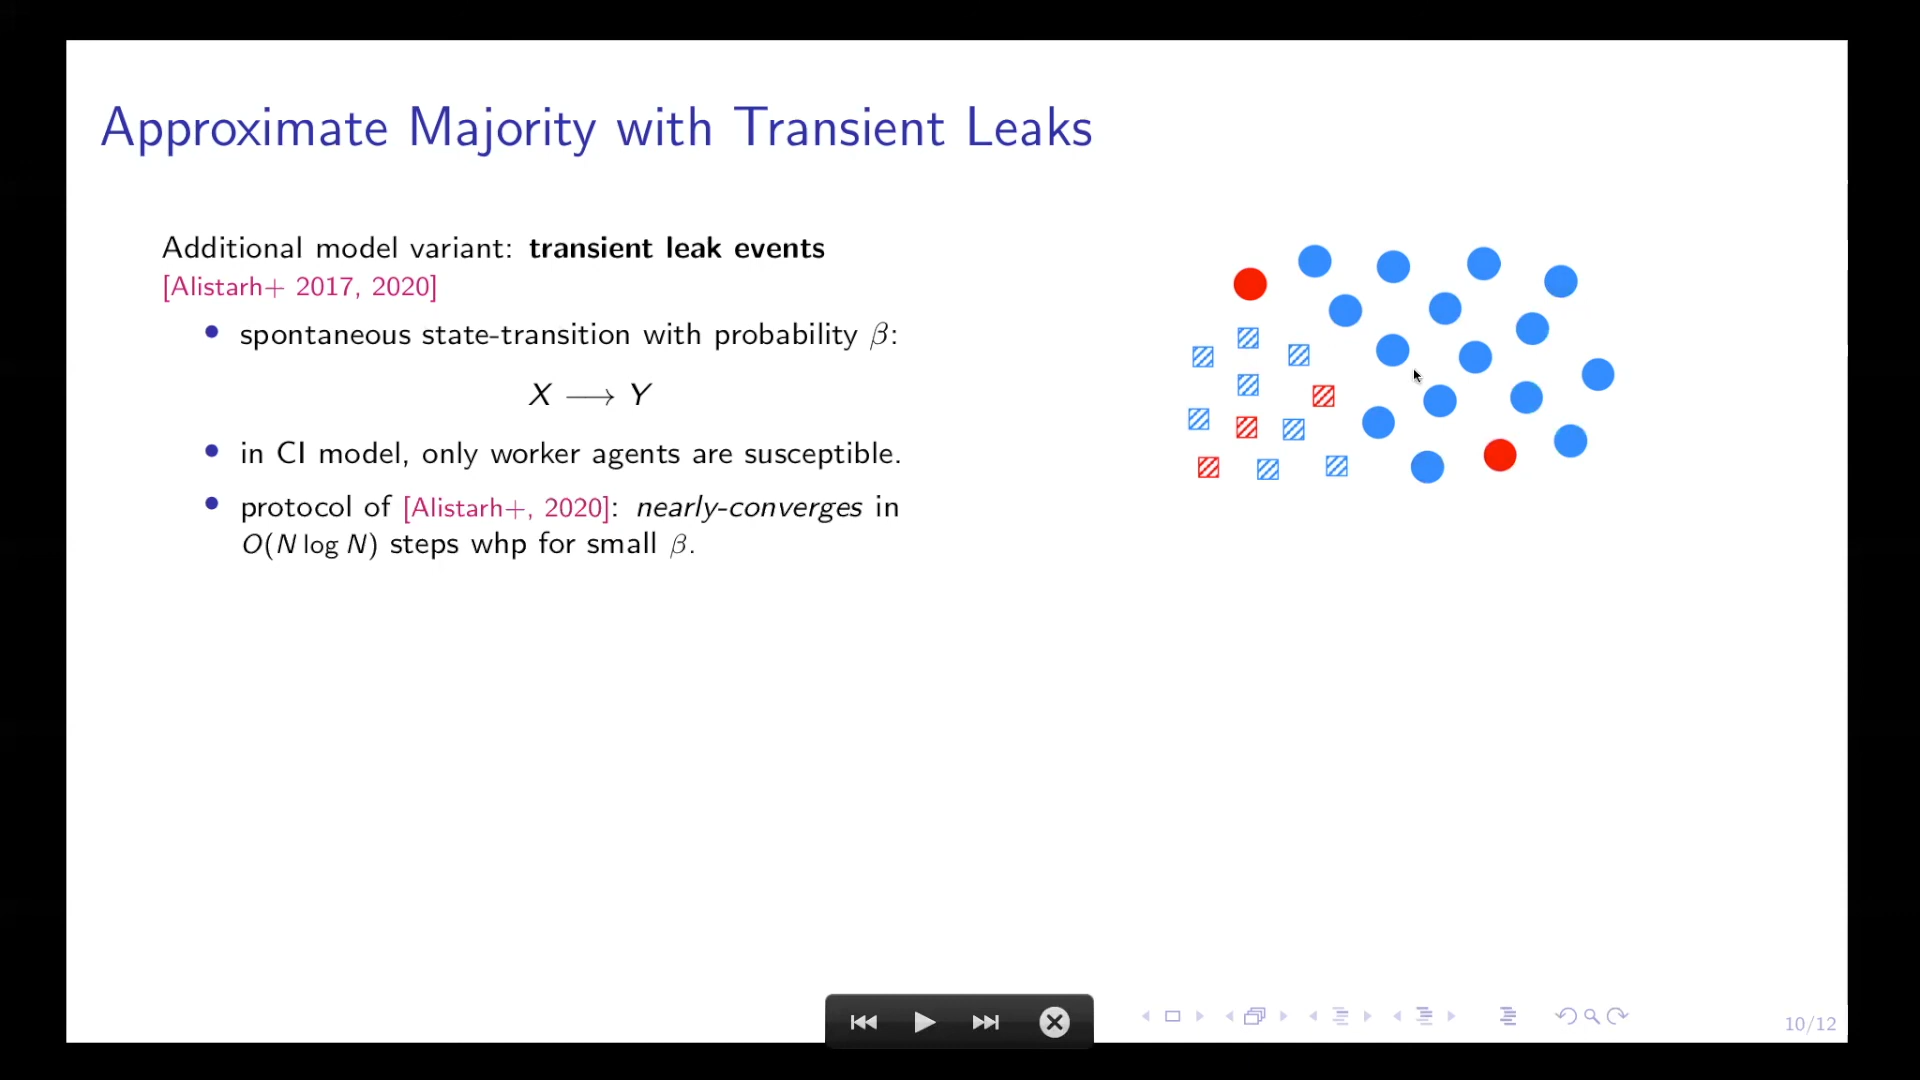 Approximate Majority with Transient Leaks
Additional model variant: transient leak events
[Alistarh+ 2017, 2020]
• spontaneous state-transition with probability β:
X ⟶ Y
• in CI model, only worker agents are susceptible.
• protocol of [Alistarh+, 2020]: nearly-converges in
O(N log N) steps whp for small β.
10/12